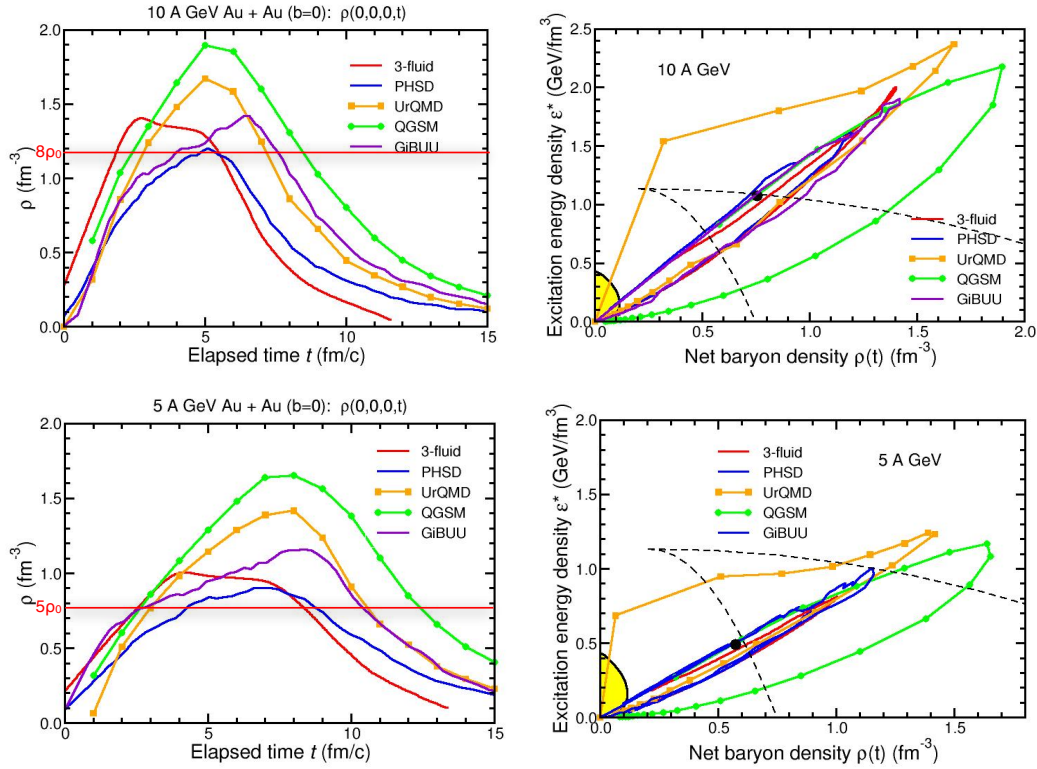 10 A GeV Au + Au (b=0): ρ(0,0,0,t)
2.0
1.5
1.0
0.5
0.0
8ρ₀
ρ (fm⁻³)
3-fluid
PHSD
UrQMD
QGSM
GiBUU
0 5 10 15
Elapsed time t (fm/c)
2.5
2.0
1.5
1.0
0.5
0.0
Excitation energy density ε* (GeV/fm³)
10 A GeV
3-fluid
PHSD
UrQMD
QGSM
GiBUU
0.0 0.5 1.0 1.5 2.0
Net baryon density ρ(t) (fm⁻³)
5 A GeV Au + Au (b=0): ρ(0,0,0,t)
2.0
1.5
1.0
0.5
0.0
5ρ₀
ρ (fm⁻³)
3-fluid
PHSD
UrQMD
QGSM
GiBUU
0 5 10 15
Elapsed time t (fm/c)
2.0
1.5
1.0
0.5
0.0
Excitation energy density ε* (GeV/fm³)
3-fluid
PHSD
UrQMD
QGSM
GiBUU
5 A GeV
0.0 0.5 1.0 1.5
Net baryon density ρ(t) (fm⁻³)